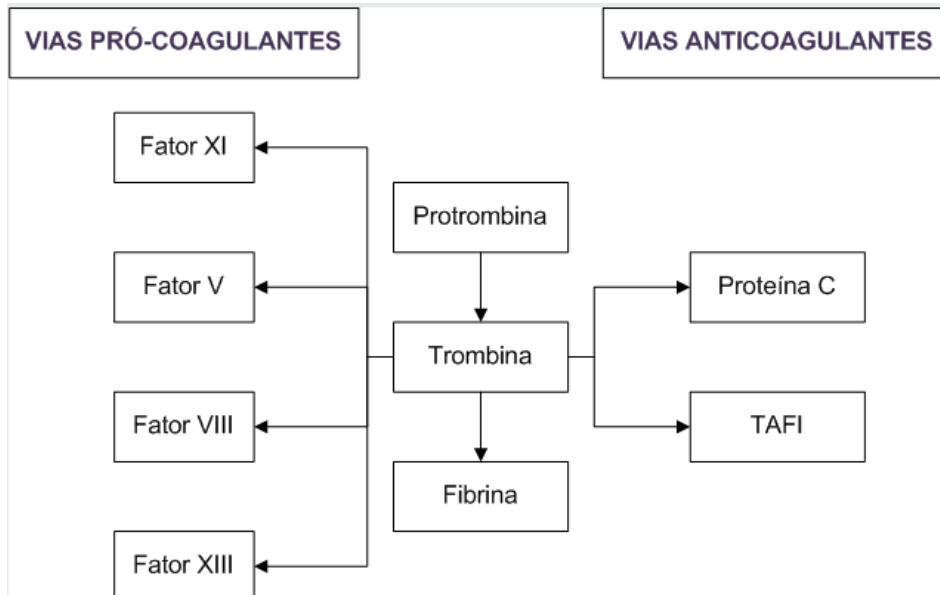 VIAS PRÓ-COAGULANTES
VIAS ANTICOAGULANTES
Fator XI
Protrombina
Fator V
Proteína C
Trombina
Fator VIII
TAFI
Fibrina
Fator XIII